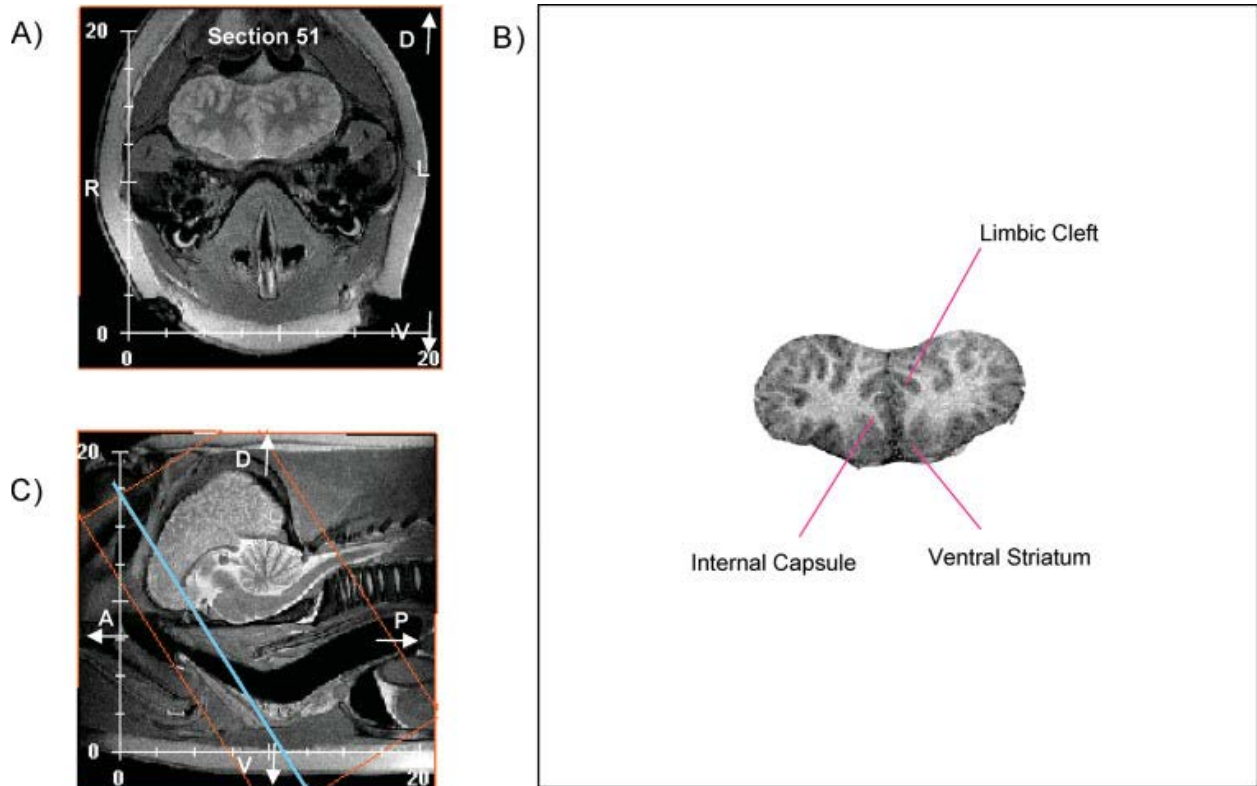 A)
20
Section 51
D
R
L
0
V
0
20
B)
Limbic Cleft
Internal Capsule
Ventral Striatum
C)
20
D
A
P
0
V
0
20